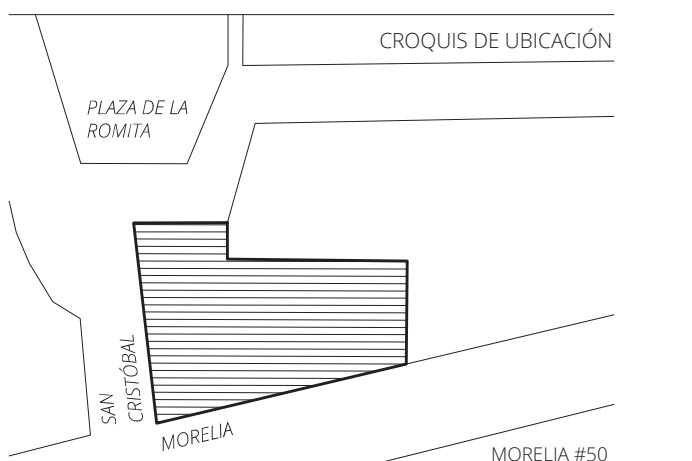 CROQUIS DE UBICACIÓN
PLAZA DE LA
ROMITA
SAN
CRISTÓBAL
MORELIA
MORELIA #50